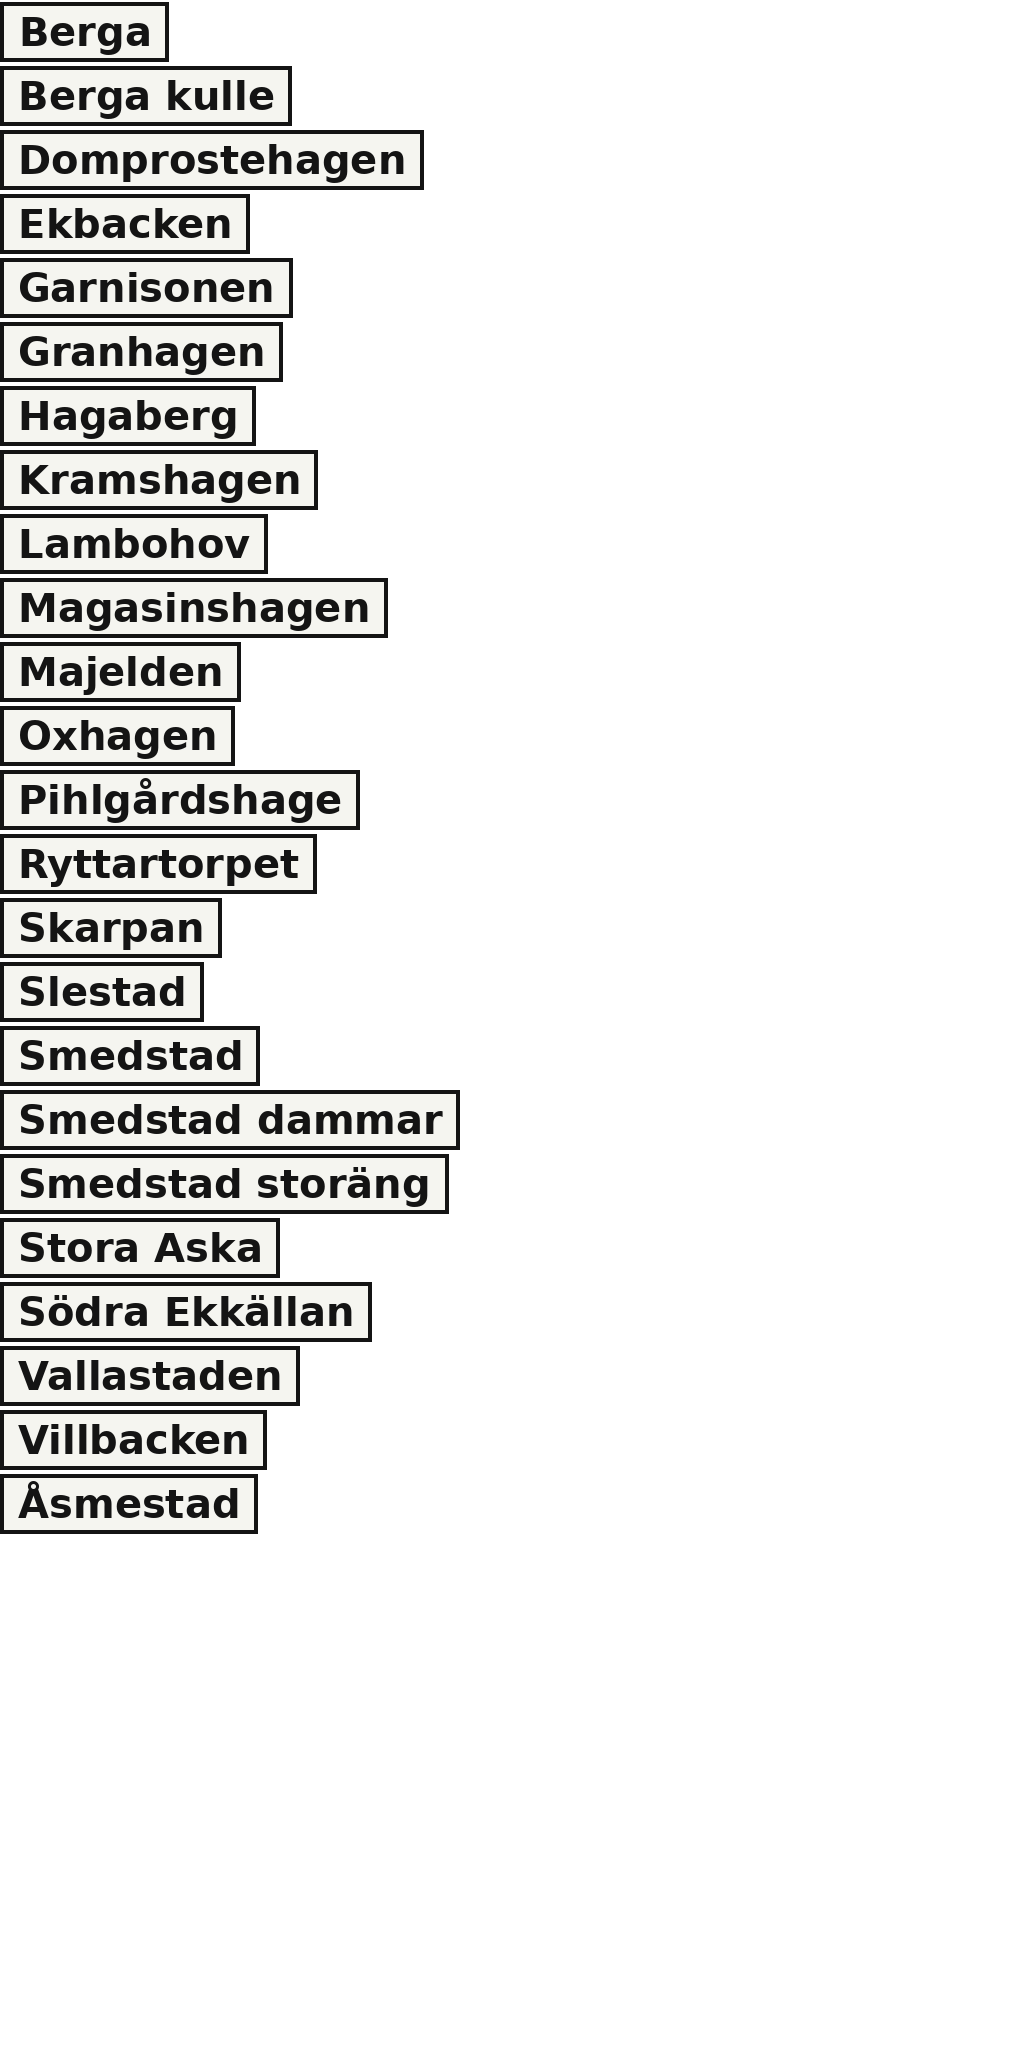 Berga
Berga kulle
Domprostehagen
Ekbacken
Garnisonen
Granhagen
Hagaberg
Kramshagen
Lambohov
Magasinshagen
Majelden
Oxhagen
Pihlgårdshage
Ryttartorpet
Skarpan
Slestad
Smedstad
Smedstad dammar
Smedstad storäng
Stora Aska
Södra Ekkällan
Vallastaden
Villbacken
Åsmestad